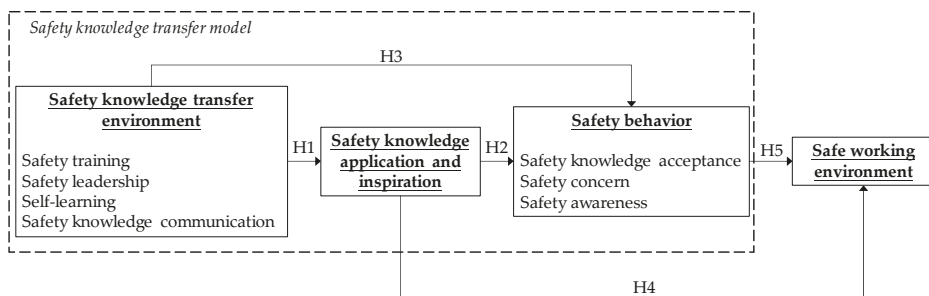 Safety knowledge transfer model
H3
Safety knowledge transfer
environment
Safety training
Safety leadership
Self-learning
Safety knowledge communication
H1
Safety knowledge
application and
inspiration
H2
Safety behavior
Safety knowledge acceptance
Safety concern
Safety awareness
H5
Safe working
environment
H4